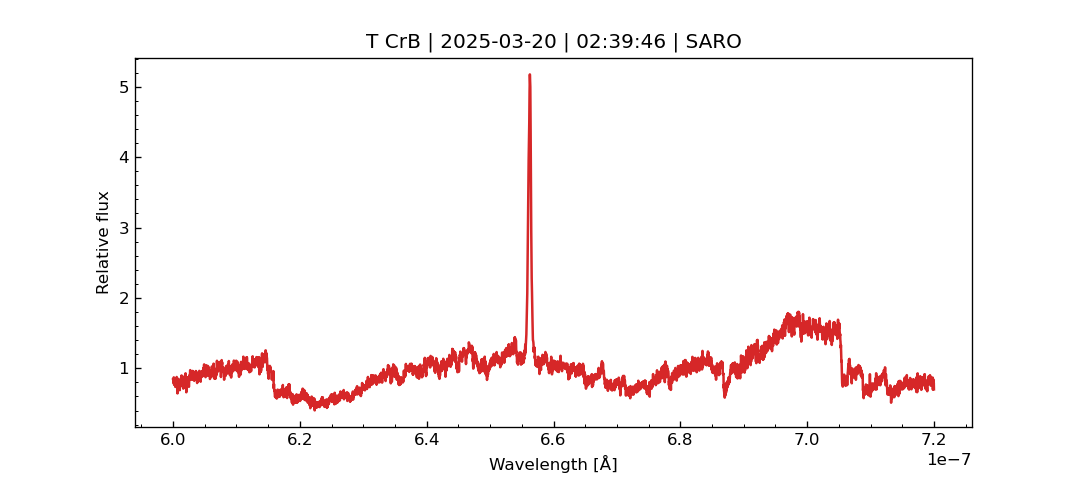 T CrB | 2025-03-20 | 02:39:46 | SARO
5
4
3
2
1
Relative flux
6.0 6.2 6.4 6.6 6.8 7.0 7.2
1e−7
Wavelength [Å]